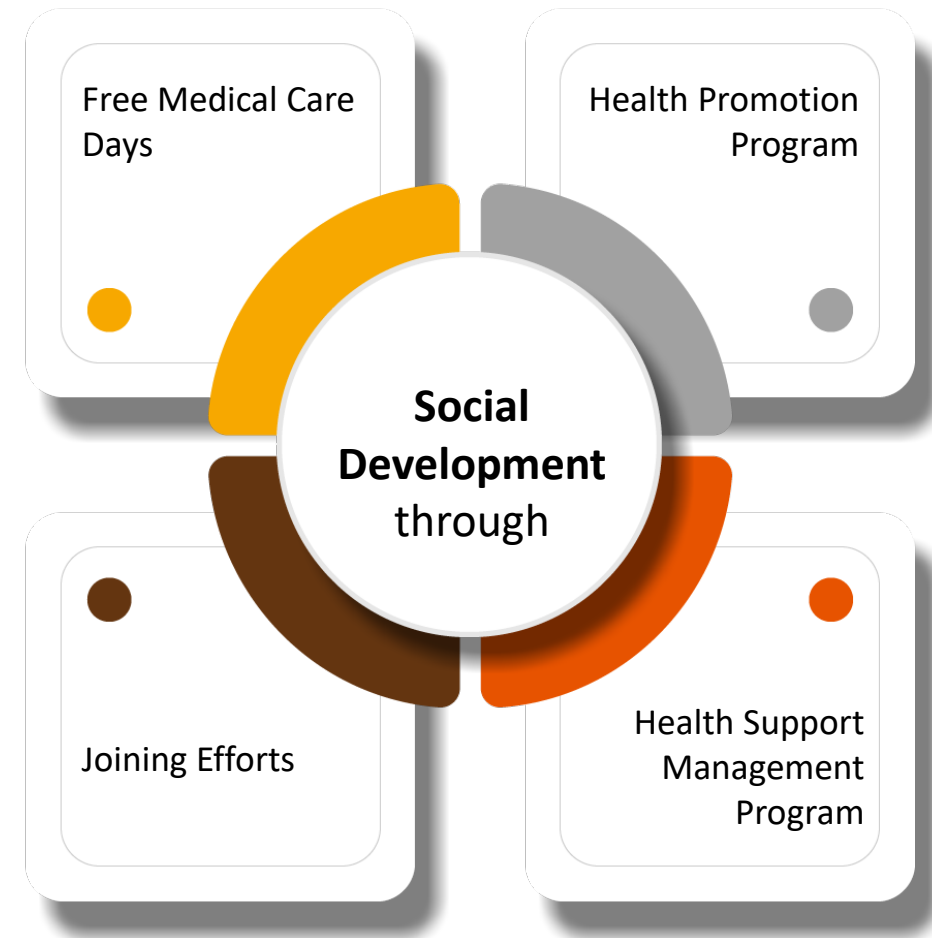 Free Medical Care
Days
Health Promotion
Program
Social
Development
through
Joining Efforts
Health Support
Management
Program